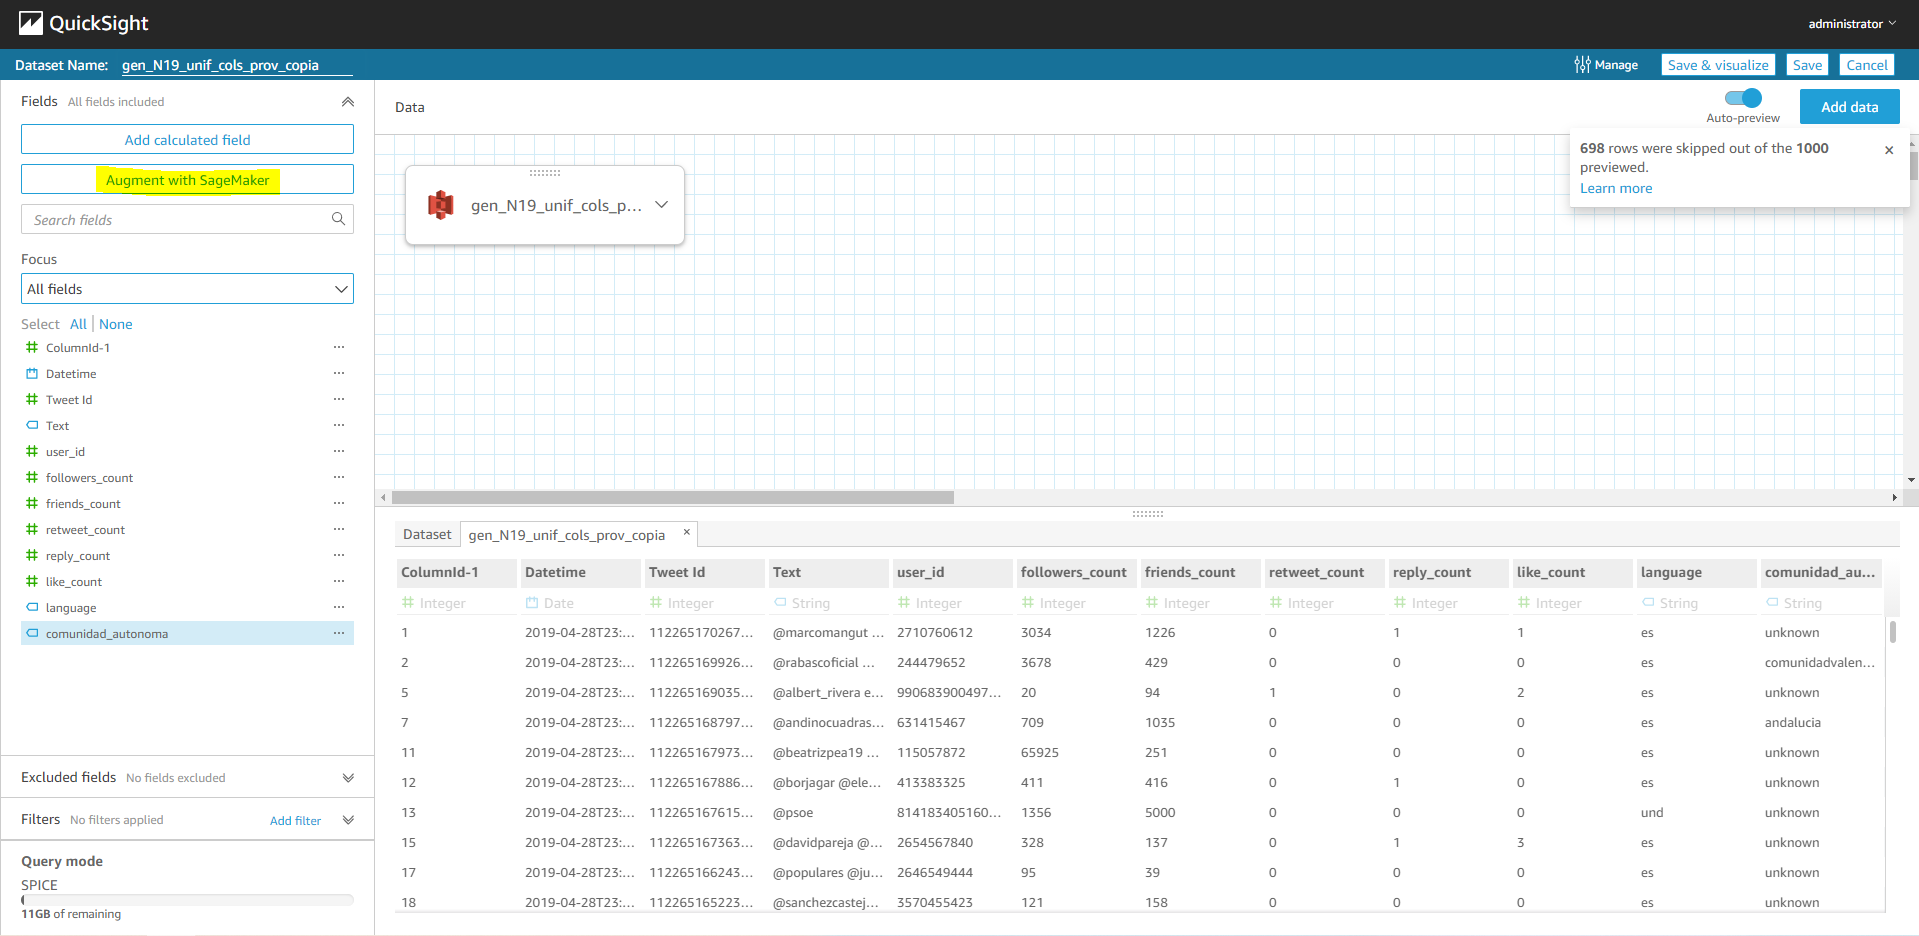 QuickSight
administrator
Dataset Name: gen_N19_unif_cols_prov_copia
Manage Save & visualize Save Cancel
Fields All fields included
Add calculated field
Augment with SageMaker
Search fields
Focus
All fields
Select All None
ColumnId-1
Datetime
Tweet Id
Text
user_id
followers_count
friends_count
retweet_count
reply_count
like_count
language
comunidad_autonoma
Excluded fields No fields excluded
Filters No filters applied Add filter
Query mode
SPICE
11GB of remaining
Data
Auto-preview
Add data
698 rows were skipped out of the 1000
previewed.
Learn more
gen_N19_unif_cols_p...
Dataset gen_N19_unif_cols_prov_copia
ColumnId-1 Datetime Tweet Id Text user_id followers_count friends_count retweet_count reply_count like_count language comunidad_au...
Integer Date Integer String Integer Integer Integer Integer Integer Integer String String
1 2019-04-28T23:... 112265170267... @marcomangut ... 2710760612 3034 1226 0 1 1 es unknown
2 2019-04-28T23:... 112265169926... @rabascoficial ... 244479652 3678 429 0 0 0 es comunidadvalen...
5 2019-04-28T23:... 112265169035... @albert_rivera e... 990683900497... 20 94 1 0 2 es unknown
7 2019-04-28T23:... 112265168797... @andinocuadras... 631415467 709 1035 0 0 0 es andalucia
11 2019-04-28T23:... 112265167973... @beatrizpea19 ... 115057872 65925 251 0 0 0 es unknown
12 2019-04-28T23:... 112265167886... @borjagar @ele... 413383325 411 416 0 1 0 es unknown
13 2019-04-28T23:... 112265167615... @psoe 814183405160... 1356 5000 0 0 0 und unknown
15 2019-04-28T23:... 112265167363... @davidpareja @... 2654567840 328 137 0 1 3 es unknown
17 2019-04-28T23:... 112265166243... @populares @ju... 2646549444 95 39 0 0 0 es unknown
18 2019-04-28T23:... 112265165223... @sanchezcastej... 3570455423 121 158 0 0 0 es unknown